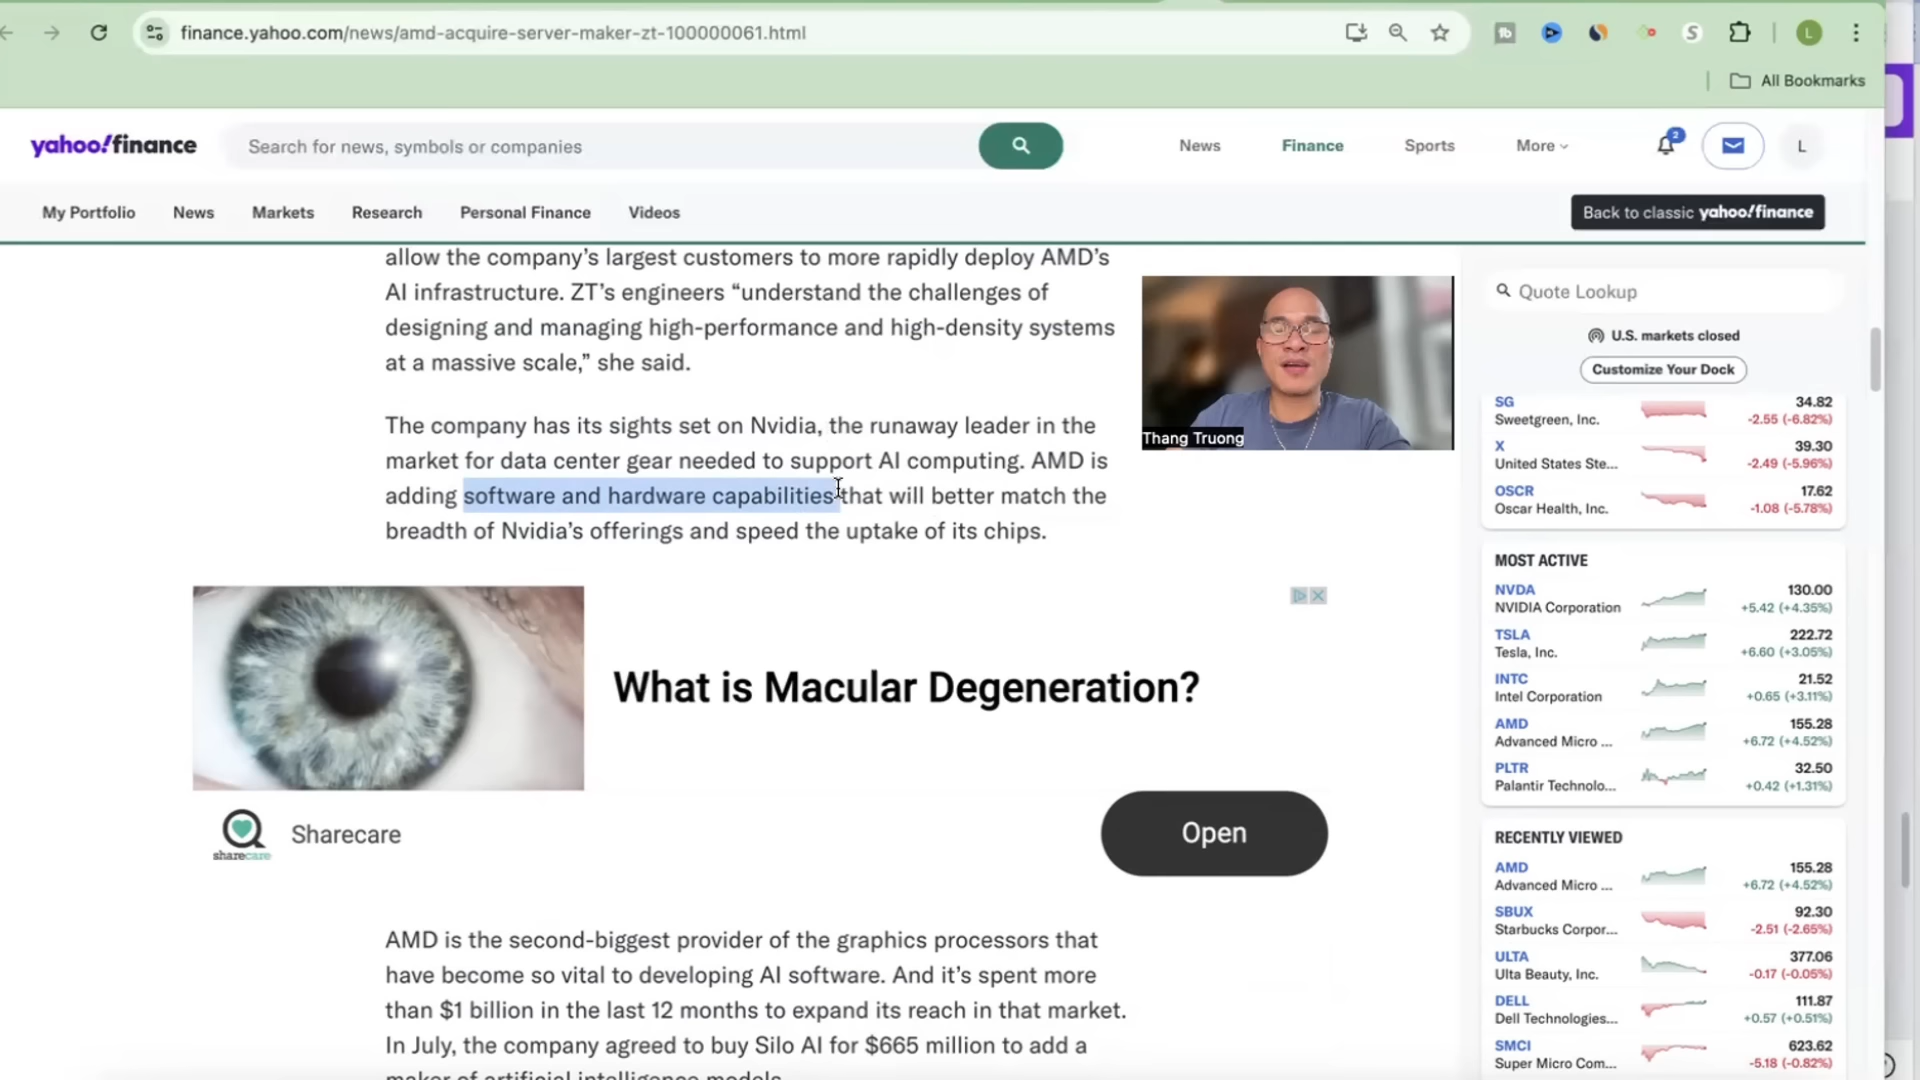 finance.yahoo.com/news/amd-acquire-server-maker-zt-100000061.html
tb
S
L
All Bookmarks
yahoo!finance
Search for news, symbols or companies
News
Finance
Sports
More
2
L
My Portfolio
News
Markets
Research
Personal Finance
Videos
Back to classic yahoo!finance
allow the company’s largest customers to more rapidly deploy AMD’s
AI infrastructure. ZT’s engineers “understand the challenges of
designing and managing high-performance and high-density systems
at a massive scale,” she said.
The company has its sights set on Nvidia, the runaway leader in the
market for data center gear needed to support AI computing. AMD is
adding software and hardware capabilities that will better match the
breadth of Nvidia’s offerings and speed the uptake of its chips.
Thang Truong
What is Macular Degeneration?
sharecare
Sharecare
Open
AMD is the second-biggest provider of the graphics processors that
have become so vital to developing AI software. And it’s spent more
than $1 billion in the last 12 months to expand its reach in that market.
In July, the company agreed to buy Silo AI for $665 million to add a
maker of artificial intelligence models.
Quote Lookup
U.S. markets closed
Customize Your Dock
SG 34.82
Sweetgreen, Inc. -2.55 (-6.82%)
X 39.30
United States Ste... -2.49 (-5.96%)
OSCR 17.62
Oscar Health, Inc. -1.08 (-5.78%)
MOST ACTIVE
NVDA 130.00
NVIDIA Corporation +5.42 (+4.35%)
TSLA 222.72
Tesla, Inc. +6.60 (+3.05%)
INTC 21.52
Intel Corporation +0.65 (+3.11%)
AMD 155.28
Advanced Micro ... +6.72 (+4.52%)
PLTR 32.50
Palantir Technolo... +0.42 (+1.31%)
RECENTLY VIEWED
AMD 155.28
Advanced Micro ... +6.72 (+4.52%)
SBUX 92.30
Starbucks Corpor... -2.51 (-2.65%)
ULTA 377.06
Ulta Beauty, Inc. -0.17 (-0.05%)
DELL 111.87
Dell Technologies... +0.57 (+0.51%)
SMCI 623.62
Super Micro Com... -5.18 (-0.82%)